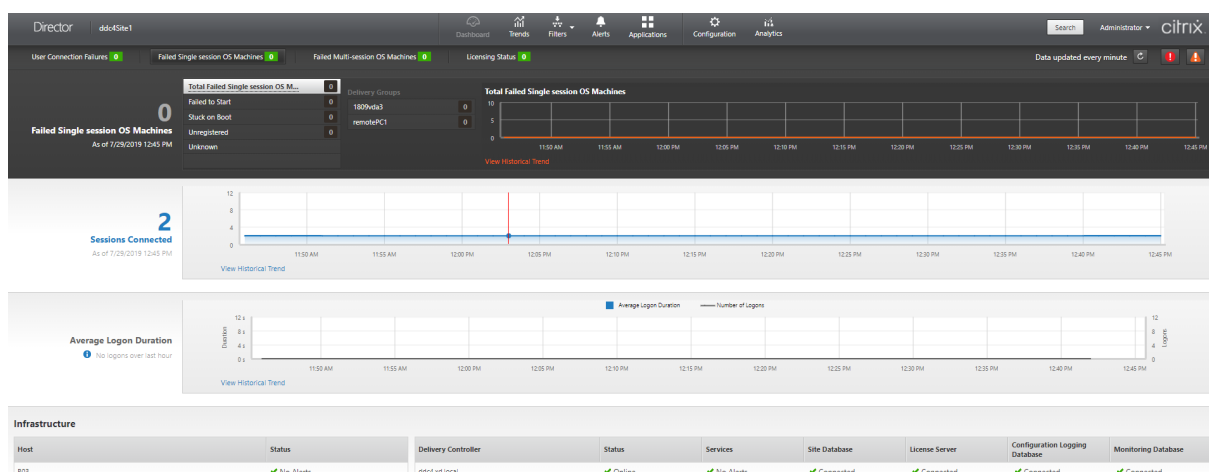 Director ddc4Site1
Dashboard Trends Filters Alerts Applications Configuration Analytics
Search Administrator citrix
User Connection Failures 0 Failed Single session OS Machines 0 Failed Multi-session OS Machines 0 Licensing Status 0
Data updated every minute
0
Failed Single session OS Machines
As of 7/29/2019 12:45 PM
Total Failed Single session OS M... 0
Failed to Start 0
Stuck on Boot 0
Unregistered 0
Unknown
Delivery Groups
1809vda3 0
remotePC1 0
Total Failed Single session OS Machines
10
5
0
11:50 AM 11:55 AM 12:00 PM 12:05 PM 12:10 PM 12:15 PM 12:20 PM 12:25 PM 12:30 PM 12:35 PM 12:40 PM 12:45 PM
View Historical Trend
2
Sessions Connected
As of 7/29/2019 12:45 PM
12
8
4
0
11:50 AM 11:55 AM 12:00 PM 12:05 PM 12:10 PM 12:15 PM 12:20 PM 12:25 PM 12:30 PM 12:35 PM 12:40 PM 12:45 PM
View Historical Trend
Average Logon Duration
No logons over last hour
Average Logon Duration Number of Logons
Duration
12 s
8 s
4 s
0 s
12
8
4
0
Logons
11:50 AM 11:55 AM 12:00 PM 12:05 PM 12:10 PM 12:15 PM 12:20 PM 12:25 PM 12:30 PM 12:35 PM 12:40 PM 12:45 PM
View Historical Trend
Infrastructure
Host Status
Delivery Controller Status Services Site Database License Server Configuration Logging Database Monitoring Database
No Alerts
ddc4.xd.local Online No Alerts Connected Connected Connected Connected